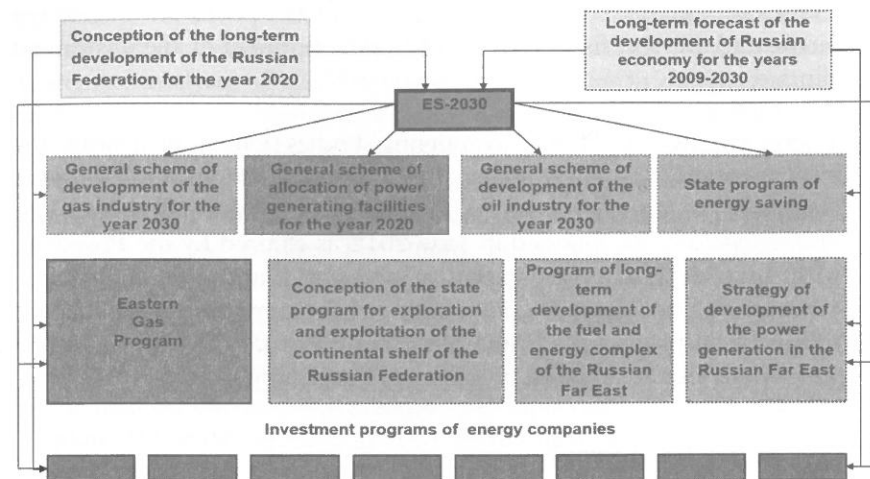 Conception of the long-term
development of the Russian
Federation for the year 2020
Long-term forecast of the
development of Russian
economy for the years
2009-2030
ES-2030
General scheme of
development of the
gas industry for the
year 2030
General scheme of
allocation of power
generating facilities
for the year 2020
General scheme of
development of the
oil industry for the
year 2030
State program of
energy saving
Eastern
Gas
Program
Conception of the state
program for exploration
and exploitation of the
continental shelf of the
Russian Federation
Program of long-
term
development of
the fuel and
energy complex
of the Russian
Far East
Strategy of
development of
the power
generation in the
Russian Far East
Investment programs of energy companies